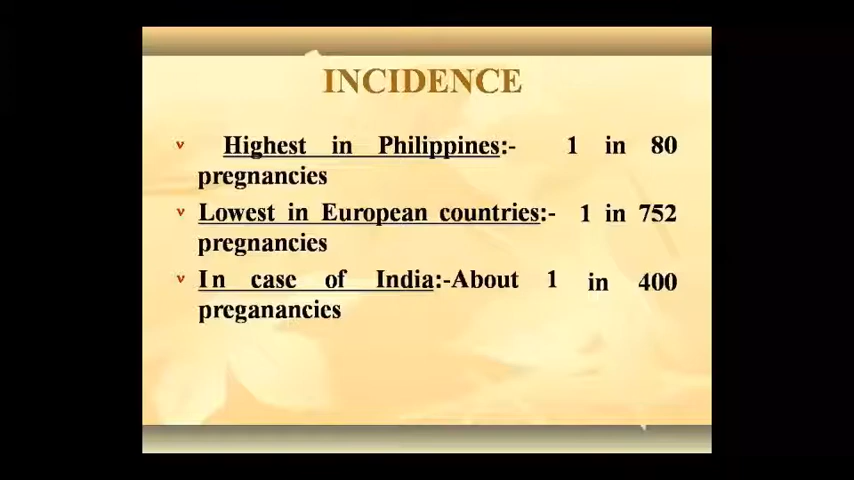 INCIDENCE
v Highest in Philippines:- 1 in 80
pregnancies
v Lowest in European countries:- 1 in 752
pregnancies
v In case of India:-About 1 in 400
preganancies